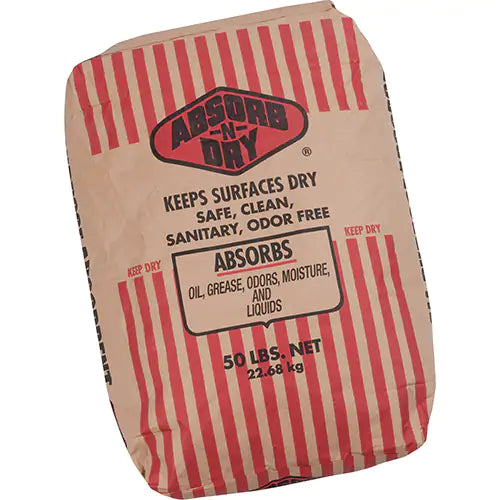 ABSORB
-N-
DRY
®
KEEPS SURFACES DRY
SAFE, CLEAN,
SANITARY, ODOR FREE
KEEP DRY
KEEP DRY
ABSORBS
OIL, GREASE, ODORS, MOISTURE,
AND
LIQUIDS
50 LBS. NET
22.68 kg